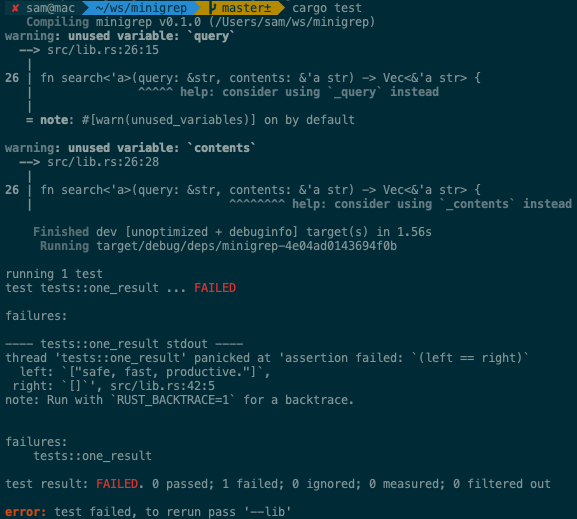 ✘ sam@mac ~/ws/minigrep master± cargo test
   Compiling minigrep v0.1.0 (/Users/sam/ws/minigrep)
warning: unused variable: `query`
  --> src/lib.rs:26:15
   |
26 | fn search<'a>(query: &str, contents: &'a str) -> Vec<&'a str> {
   |               ^^^^^ help: consider using `_query` instead
   |
   = note: #[warn(unused_variables)] on by default

warning: unused variable: `contents`
  --> src/lib.rs:26:28
   |
26 | fn search<'a>(query: &str, contents: &'a str) -> Vec<&'a str> {
   |                            ^^^^^^^^ help: consider using `_contents` instead

    Finished dev [unoptimized + debuginfo] target(s) in 1.56s
     Running target/debug/deps/minigrep-4e04ad0143694f0b

running 1 test
test tests::one_result ... FAILED

failures:

---- tests::one_result stdout ----
thread 'tests::one_result' panicked at 'assertion failed: `(left == right)`
  left: `["safe, fast, productive."]`,
 right: `[]`', src/lib.rs:42:5
note: Run with `RUST_BACKTRACE=1` for a backtrace.


failures:
    tests::one_result

test result: FAILED. 0 passed; 1 failed; 0 ignored; 0 measured; 0 filtered out

error: test failed, to rerun pass '--lib'